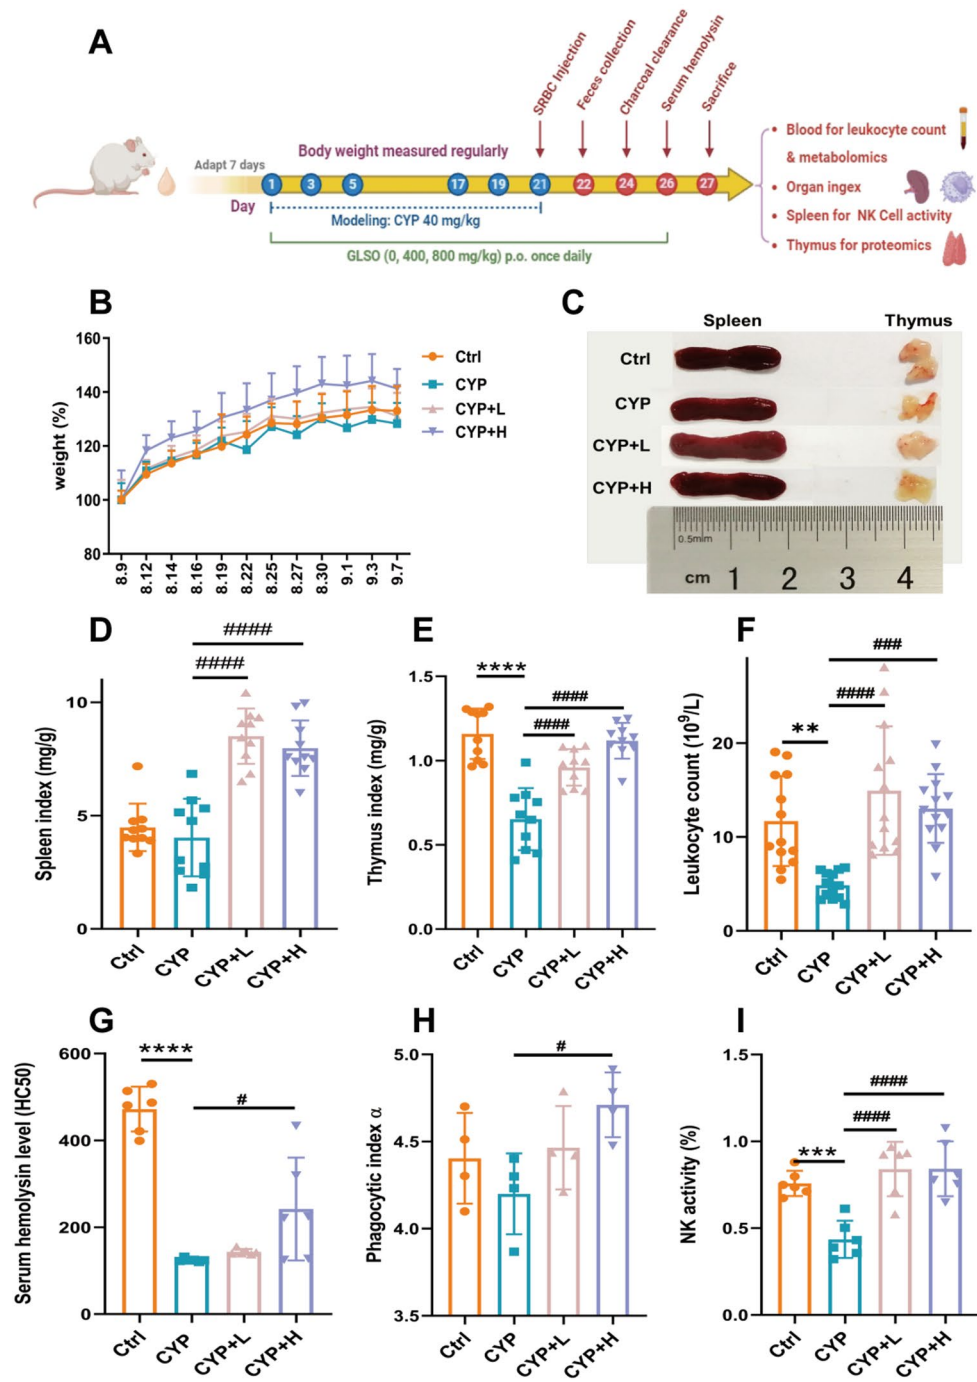 A
SRBC Injection
Feces collection
Charcoal clearance
Serum hemolysin
Sacrifice
Adapt 7 days
Body weight measured regularly
Day
1 3 5 17 19 21 22 24 26 27
Modeling: CYP 40 mg/kg
GLSO (0, 400, 800 mg/kg) p.o. once daily
• Blood for leukocyte count
& metabolomics
• Organ ingex
• Spleen for NK Cell activity
• Thymus for proteomics
B
weight (%)
160
140
120
100
80
8.9 8.12 8.14 8.16 8.19 8.22 8.25 8.27 8.30 9.1 9.3 9.7
Ctrl
CYP
CYP+L
CYP+H
C
Spleen Thymus
Ctrl
CYP
CYP+L
CYP+H
0.5mm
cm 1 2 3 4
D
Spleen index (mg/g)
####
####
10
5
0
Ctrl CYP CYP+L CYP+H
E
Thymus index (mg/g)
****
####
####
1.5
1.0
0.5
0.0
Ctrl CYP CYP+L CYP+H
F
Leukocyte count (10⁹/L)
###
####
**
20
10
0
Ctrl CYP CYP+L CYP+H
G
Serum hemolysin level (HC50)
****
#
600
400
200
0
Ctrl CYP CYP+L CYP+H
H
Phagocytic index α
#
5.0
4.5
4.0
3.5
Ctrl CYP CYP+L CYP+H
I
NK activity (%)
####
####
***
1.5
1.0
0.5
0.0
Ctrl CYP CYP+L CYP+H